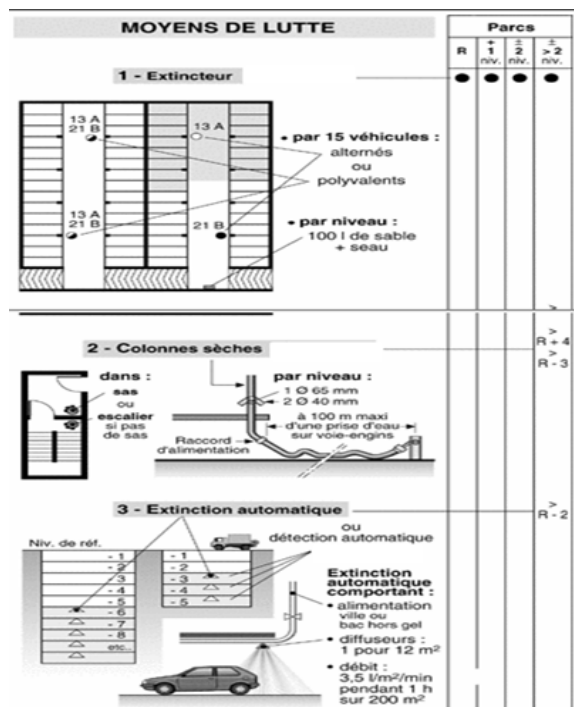 MOYENS DE LUTTE
Parcs
R
+
1
niv.
±
2
niv.
±
> 2
niv.
1 - Extincteur
13 A
21 B
13 A
• par 15 véhicules :
alternés
ou
polyvalents
13 A
21 B
21 B
• par niveau :
100 l de sable
+ seau
>
R + 4
>
R - 3
2 - Colonnes sèches
dans :
sas
ou
escalier
si pas
de sas
par niveau :
1 Ø 65 mm
2 Ø 40 mm
à 100 m maxi
d'une prise d'eau
sur voie-engins
Raccord
d'alimentation
3 - Extinction automatique
>
R - 2
ou
détection automatique
Niv. de réf.
- 1
- 2
3
- 4
- 5
- 6
- 7
- 8
etc..
- 1
- 2
- 3
- 4
- 5
Extinction
automatique
comportant :
• alimentation
ville ou
bac hors gel
• diffuseurs :
1 pour 12 m²
• débit :
3,5 l/m²/min
pendant 1 h
sur 200 m²